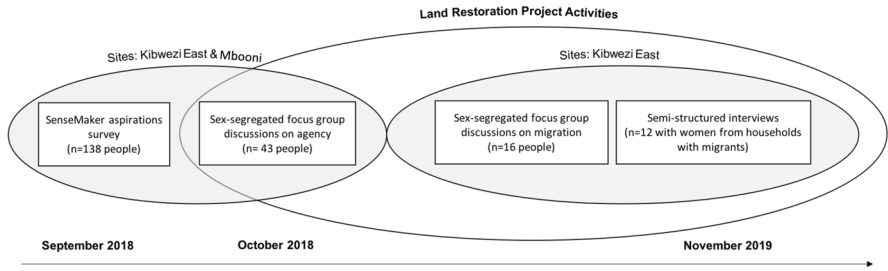 Land Restoration Project Activities
Sites: Kibwezi East & Mbooni
Sites: Kibwezi East
SenseMaker aspirations
survey
(n=138 people)
Sex-segregated focus group
discussions on agency
(n= 43 people)
Sex-segregated focus group
discussions on migration
(n=16 people)
Semi-structured interviews
(n=12 with women from households
with migrants)
September 2018
October 2018
November 2019